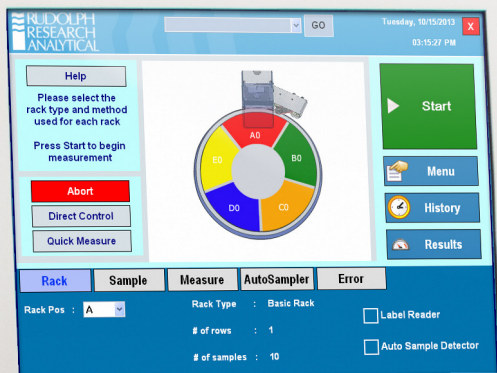 RUDOLPH
RESEARCH
ANALYTICAL
GO
Tuesday, 10/15/2013
03:15:27 PM
X
Help
Please select the
rack type and method
used for each rack
Press Start to begin
measurement
Abort
Direct Control
Quick Measure
A0
B0
C0
D0
E0
Start
Menu
History
Results
Rack
Sample
Measure
AutoSampler
Error
Rack Pos : A
Rack Type : Basic Rack
# of rows : 1
# of samples : 10
Label Reader
Auto Sample Detector